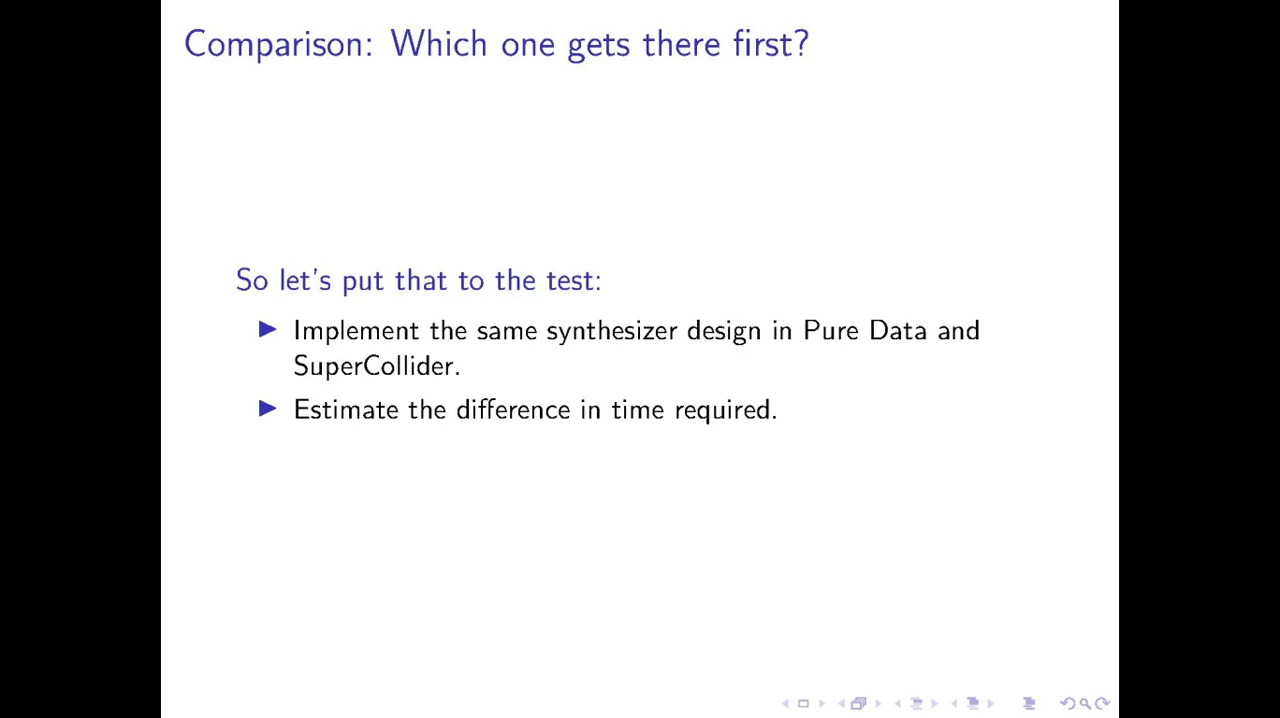 Comparison: Which one gets there first?
So let's put that to the test:
Implement the same synthesizer design in Pure Data and
SuperCollider.
Estimate the difference in time required.